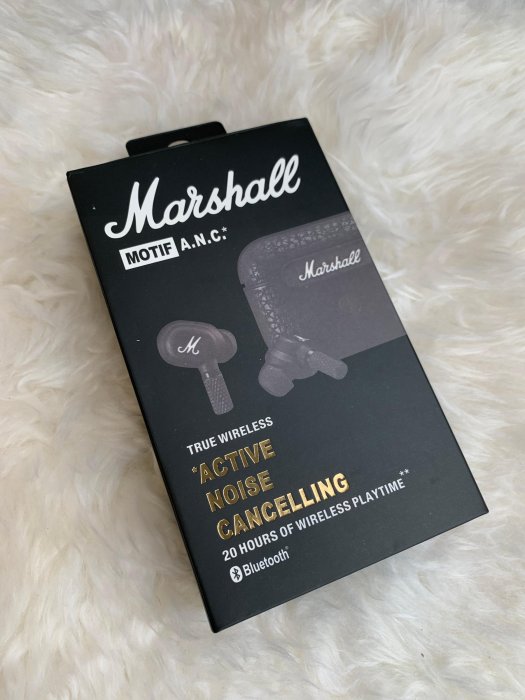 Marshall
MOTIF A.N.C.*
Marshall
M
TRUE WIRELESS
*ACTIVE
NOISE
CANCELLING
20 HOURS OF WIRELESS PLAYTIME**
Bluetooth®